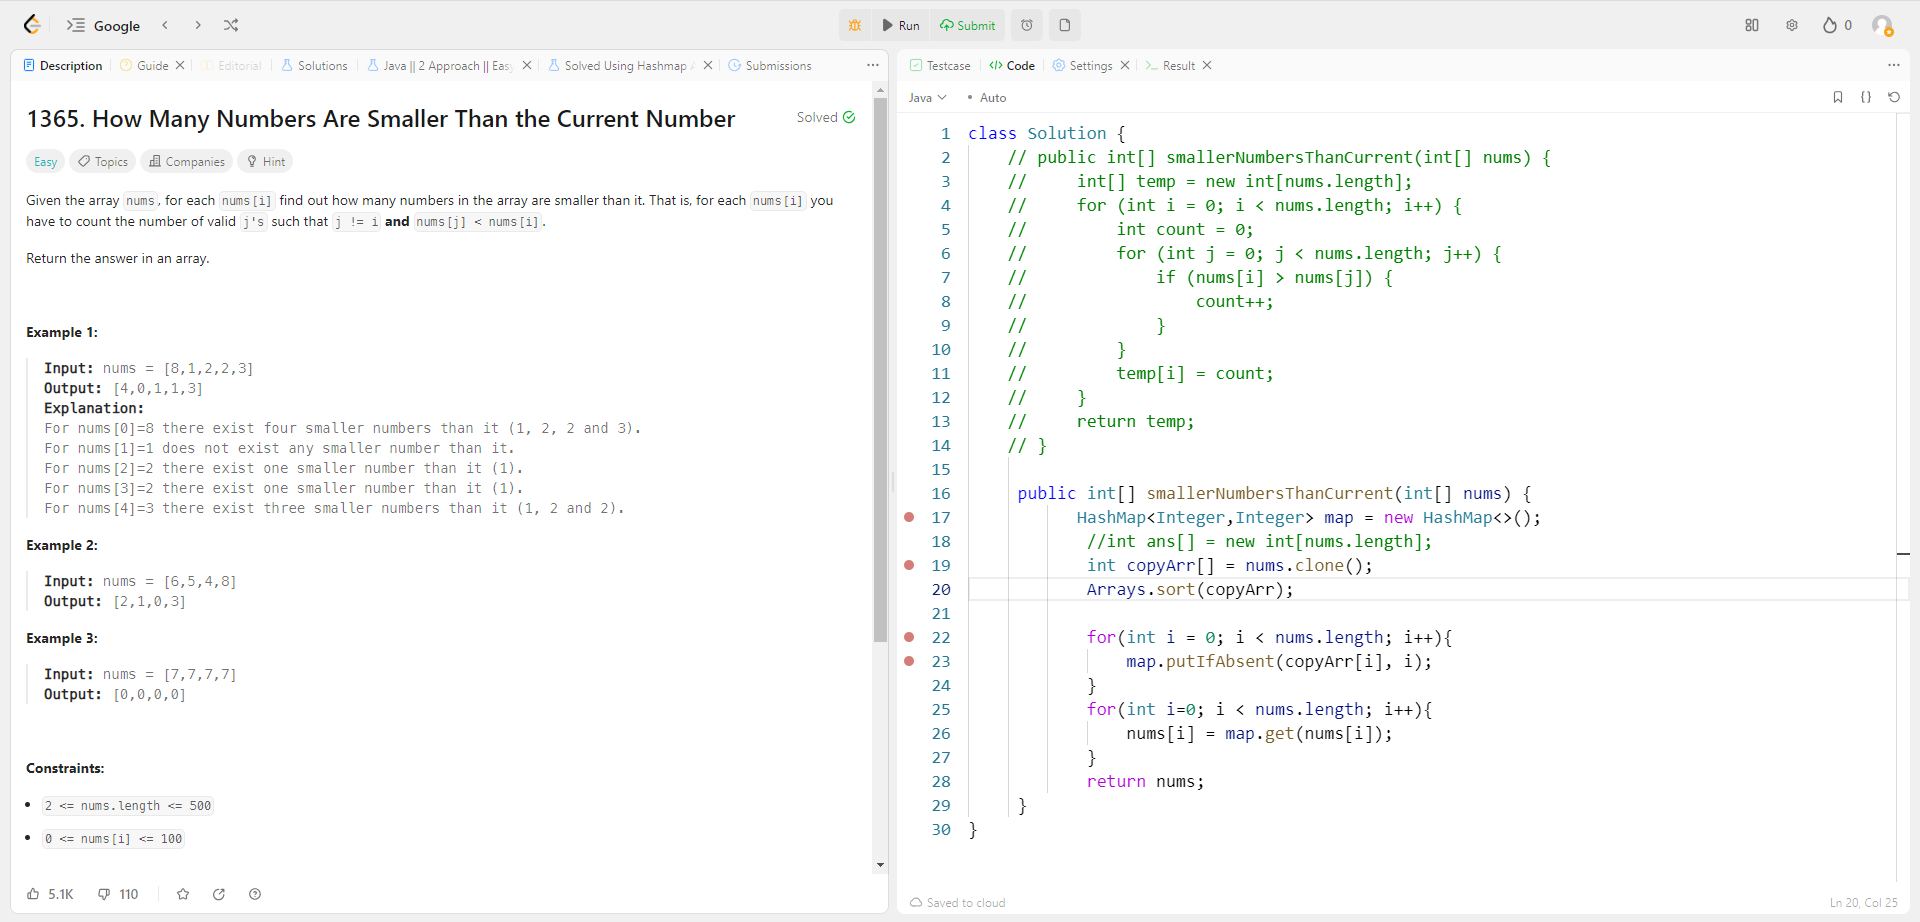 Google
Run
Submit
0
Description
Guide
Editorial
Solutions
Java || 2 Approach || Eas
Solved Using Hashmap
Submissions
1365. How Many Numbers Are Smaller Than the Current Number
Solved
Easy
Topics
Companies
Hint
Given the array nums, for each nums[i] find out how many numbers in the array are smaller than it. That is, for each nums[i] you
have to count the number of valid j's such that j != i and nums[j] < nums[i].
Return the answer in an array.
Example 1:
Input: nums = [8,1,2,2,3]
Output: [4,0,1,1,3]
Explanation:
For nums[0]=8 there exist four smaller numbers than it (1, 2, 2 and 3).
For nums[1]=1 does not exist any smaller number than it.
For nums[2]=2 there exist one smaller number than it (1).
For nums[3]=2 there exist one smaller number than it (1).
For nums[4]=3 there exist three smaller numbers than it (1, 2 and 2).
Example 2:
Input: nums = [6,5,4,8]
Output: [2,1,0,3]
Example 3:
Input: nums = [7,7,7,7]
Output: [0,0,0,0]
Constraints:
• 2 <= nums.length <= 500
• 0 <= nums[i] <= 100
5.1K
110
Testcase
Code
Settings
Result
Java
Auto
1 class Solution {
2 // public int[] smallerNumbersThanCurrent(int[] nums) {
3 // int[] temp = new int[nums.length];
4 // for (int i = 0; i < nums.length; i++) {
5 // int count = 0;
6 // for (int j = 0; j < nums.length; j++) {
7 // if (nums[i] > nums[j]) {
8 // count++;
9 // }
10 // }
11 // temp[i] = count;
12 // }
13 // return temp;
14 // }
15
16 public int[] smallerNumbersThanCurrent(int[] nums) {
17 HashMap<Integer,Integer> map = new HashMap<>();
18 //int ans[] = new int[nums.length];
19 int copyArr[] = nums.clone();
20 Arrays.sort(copyArr);
21
22 for(int i = 0; i < nums.length; i++){
23 map.putIfAbsent(copyArr[i], i);
24 }
25 for(int i=0; i < nums.length; i++){
26 nums[i] = map.get(nums[i]);
27 }
28 return nums;
29 }
30 }
Saved to cloud
Ln 20, Col 25